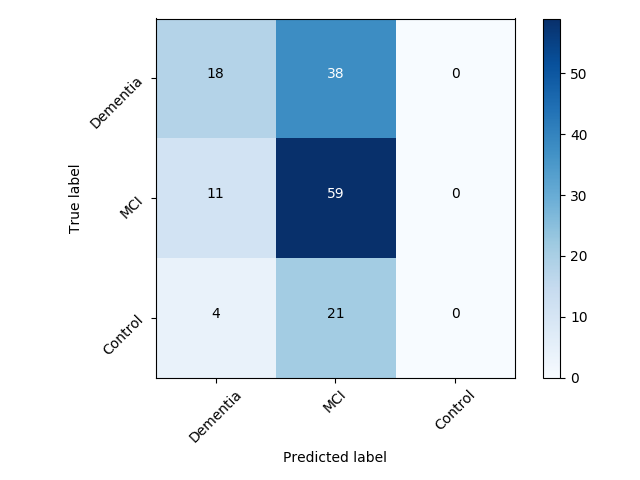 Dementia 18 38 0
MCI 11 59 0
Control 4 21 0
Dementia MCI Control
True label
Predicted label
50
40
30
20
10
0